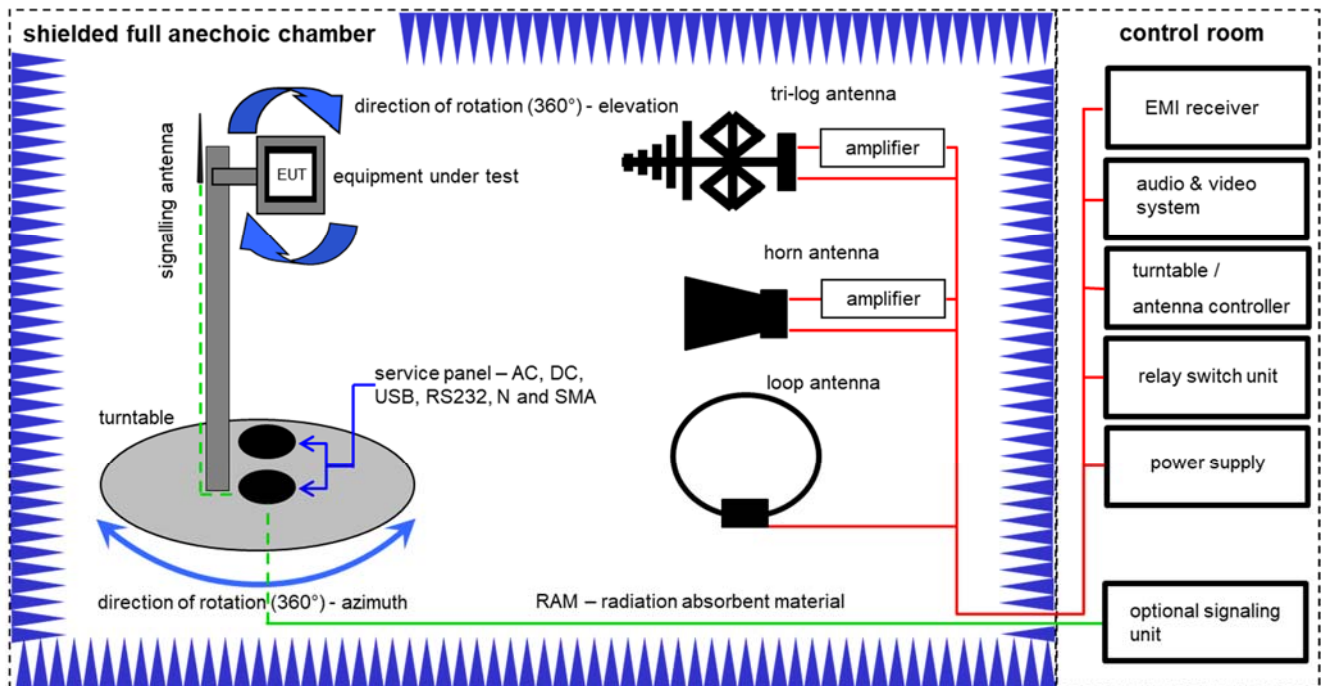 shielded full anechoic chamber
control room
direction of rotation (360°) - elevation
signalling antenna
EUT
equipment under test
tri-log antenna
amplifier
horn antenna
amplifier
loop antenna
service panel – AC, DC,
USB, RS232, N and SMA
turntable
direction of rotation (360°) - azimuth
RAM – radiation absorbent material
EMI receiver
audio & video
system
turntable /
antenna controller
relay switch unit
power supply
optional signaling
unit